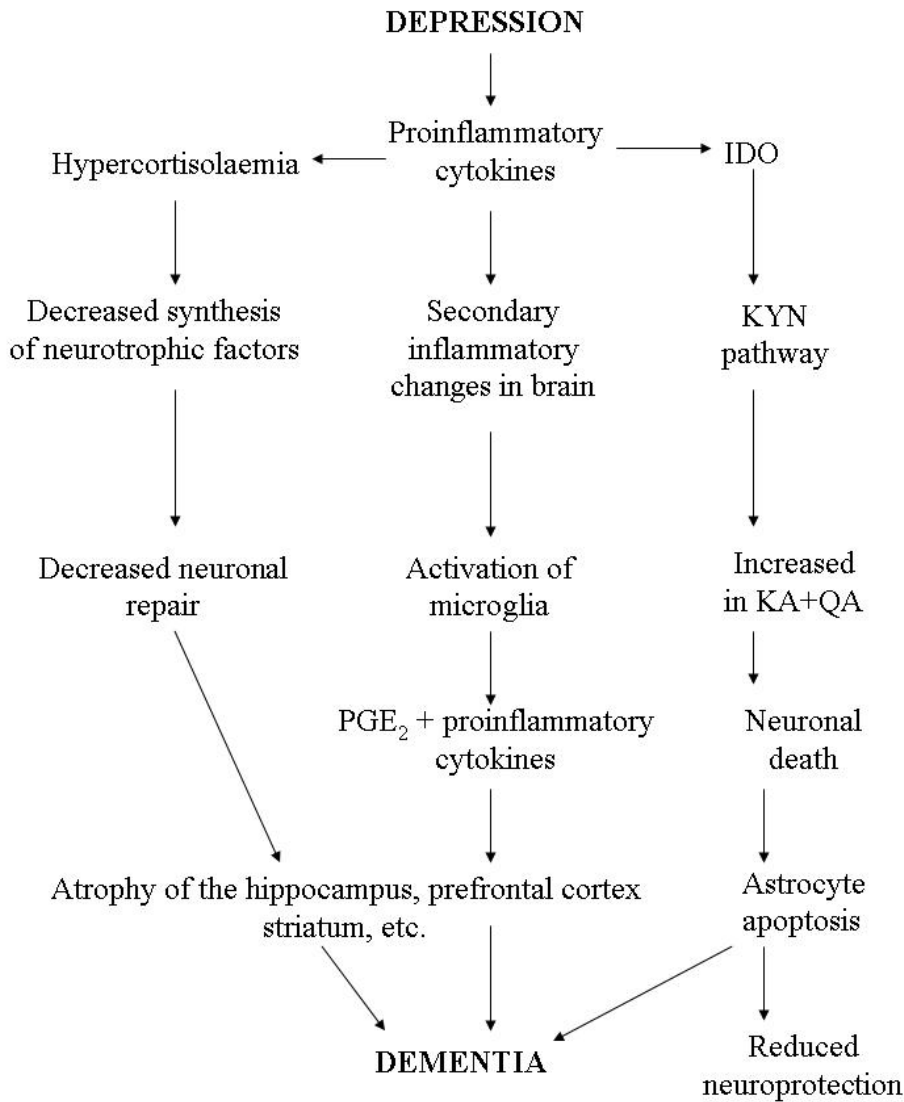 DEPRESSION
Proinflammatory
cytokines
Hypercortisolaemia
IDO
Decreased synthesis
of neurotrophic factors
Secondary
inflammatory
changes in brain
KYN
pathway
Decreased neuronal
repair
Activation of
microglia
Increased
in KA+QA
PGE₂ + proinflammatory
cytokines
Neuronal
death
Atrophy of the hippocampus, prefrontal cortex
striatum, etc.
Astrocyte
apoptosis
DEMENTIA
Reduced
neuroprotection